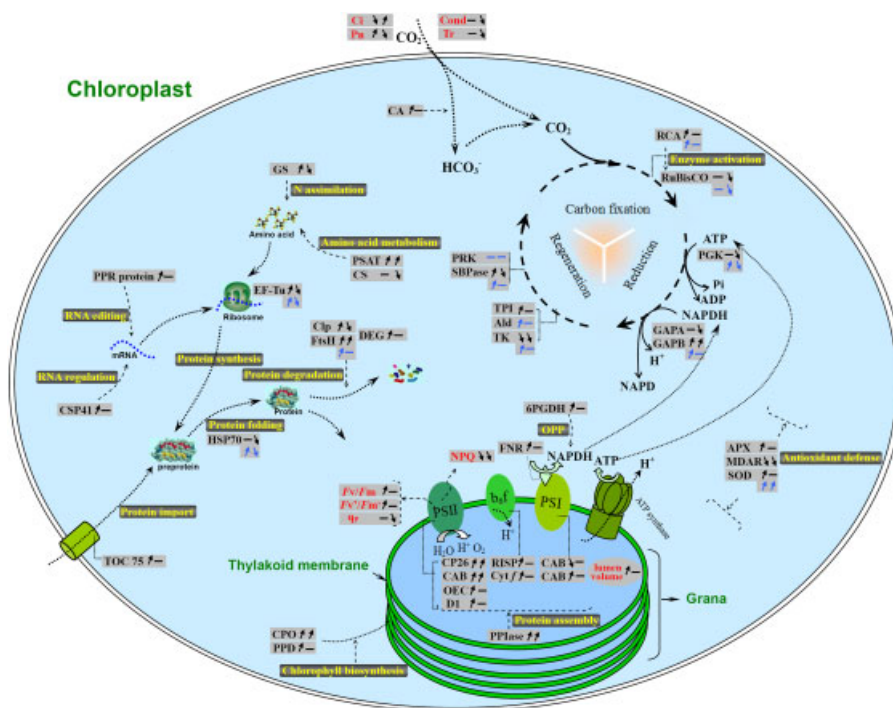 Ci
Cond
Pn
CO2
Tr
Chloroplast
CA
CO2
RCA
HCO3-
Enzyme activation
GS
RuBisCO
N-assimilation
Carbon fixation
Regeneration
Reduction
Amino acid
Amino acid metabolism
ATP
PSAT
PRK
PGK
CS
SBPase
PPR protein
EF-Tu
Pi
ADP
Ribosome
NAPDH
RNA editing
TPI
Clp
DEG
Ald
GAPA
FtsH
TK
GAPB
mRNA
Protein synthesis
H+
RNA regulation
Protein degradation
NAPD
CSP41
Protein
6PGDH
Protein folding
OPP
HSP70
FNR
NAPDH
APX
preprotein
NPQ
ATP
H+
MDAR
Antioxidant defense
SOD
Fv/Fm
Fv'/Fm'
b6f
PSI
PSII
qP
Protein import
H+
ATP synthase
H2O H+ O2
TOC 75
Thylakoid membrane
CP26
RISP
CAB
lumen
CAB
Cyt f
CAB
volume
OEC
Grana
D1
Protein assembly
CPO
PPIase
PPD
Chlorophyll biosynthesis